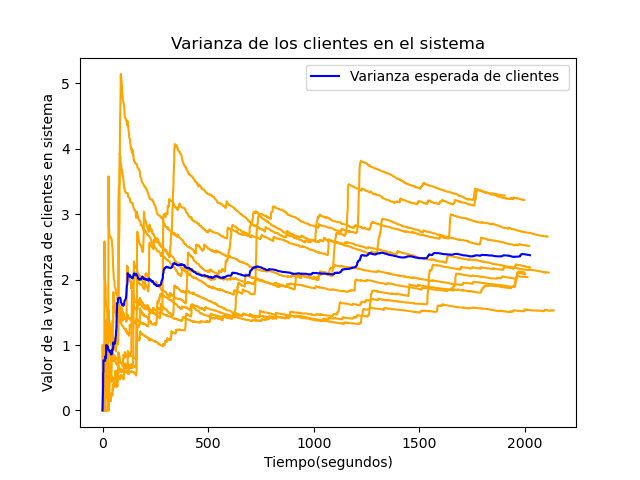 Varianza de los clientes en el sistema
Varianza esperada de clientes
Valor de la varianza de clientes en sistema
5
4
3
2
1
0
0 500 1000 1500 2000
Tiempo(segundos)